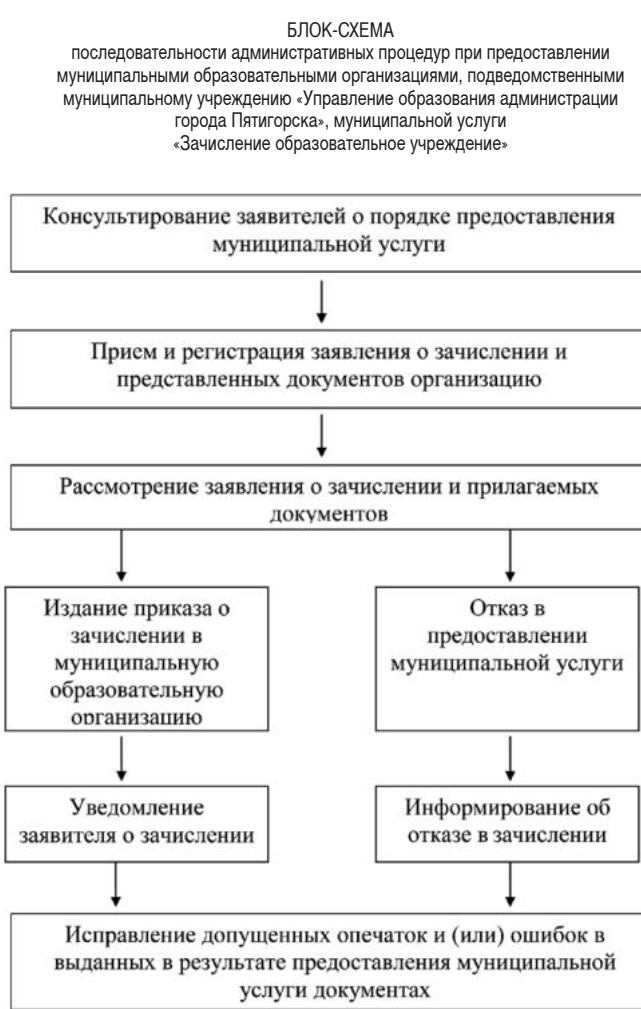 БЛОК-СХЕМА
последовательности административных процедур при предоставлении
муниципальными образовательными организациями, подведомственными
муниципальному учреждению «Управление образования администрации
города Пятигорска», муниципальной услуги
«Зачисление образовательное учреждение»
Консультирование заявителей о порядке предоставления
муниципальной услуги
Прием и регистрация заявления о зачислении и
представленных документов организацию
Рассмотрение заявления о зачислении и прилагаемых
документов
Издание приказа о
зачислении в
муниципальную
образовательную
организацию
Отказ в
предоставлении
муниципальной услуги
Уведомление
заявителя о зачислении
Информирование об
отказе в зачислении
Исправление допущенных опечаток и (или) ошибок в
выданных в результате предоставления муниципальной
услуги документах